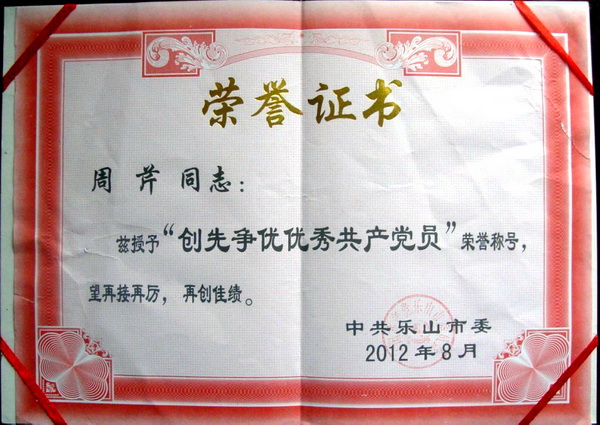 荣誉证书
周芹 同志：
兹授予“创先争优优秀共产党员”荣誉称号，
望再接再厉，再创佳绩。
中共乐山市委
2012年8月